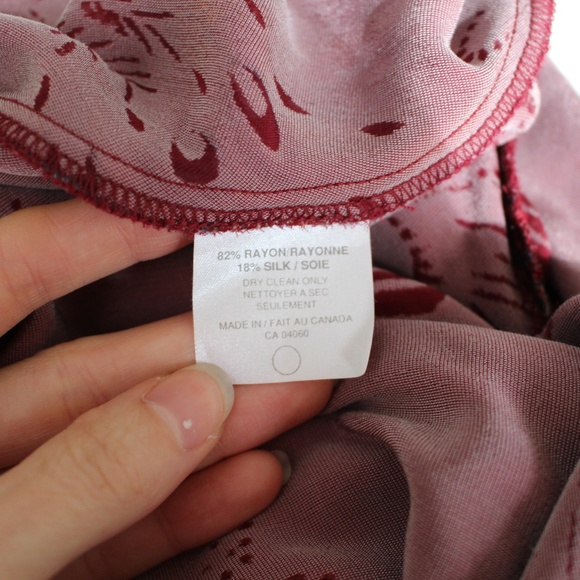 82% RAYON/RAYONNE
18% SILK / SOIE
DRY CLEAN ONLY
NETTOYER A SEC
SEULEMENT
MADE IN / FAIT AU CANADA
CA 04060